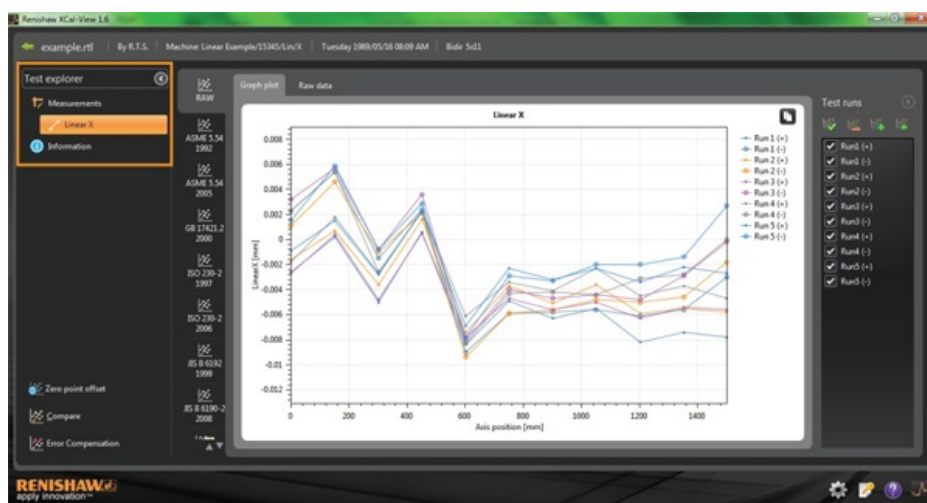 Renishaw XCal-View 1.6
example.rtl By R.T.S. Machine: Linear Example/15345/Lin/X Tuesday 1989/05/16 08:09 AM Bidir 5x11
Test explorer
Measurements
Linear X
Information
Zero point offset
Compare
Error Compensation
RAW
ASME 5.54
1992
ASME 5.54
2005
GB 17421.2
2000
ISO 230-2
1997
ISO 230-2
2006
JIS B 6192
1999
JIS B 6190-2
2008
Graph plot Raw data
Linear X
LinearX [mm]
0.008
0.006
0.004
0.002
0
-0.002
-0.004
-0.006
-0.008
-0.01
-0.012
0 200 400 600 800 1000 1200 1400
Axis position [mm]
Run 1 (+)
Run 1 (-)
Run 2 (+)
Run 2 (-)
Run 3 (+)
Run 3 (-)
Run 4 (+)
Run 4 (-)
Run 5 (+)
Run 5 (-)
Test runs
Run1 (+)
Run1 (-)
Run2 (+)
Run2 (-)
Run3 (+)
Run3 (-)
Run4 (+)
Run4 (-)
Run5 (+)
Run5 (-)
RENISHAW
apply innovation™